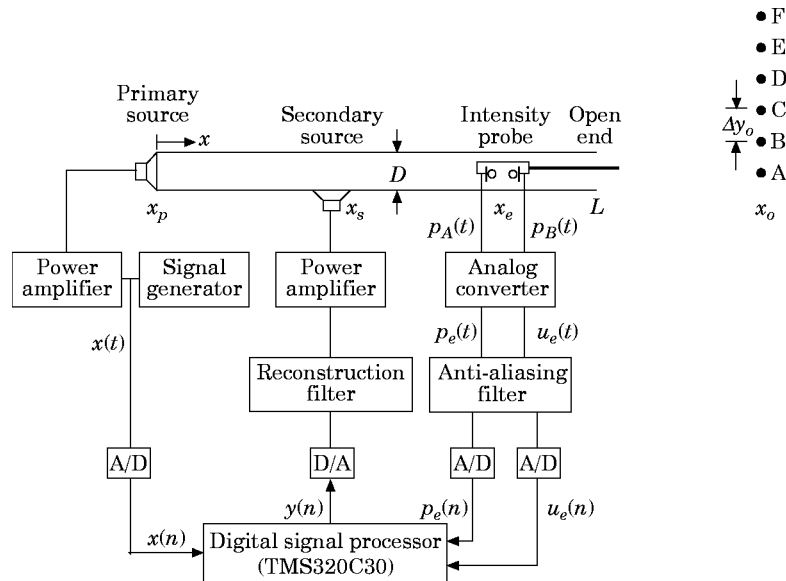 F
E
D
C
Δy_o
B
A
x_o
Primary source
x
Secondary source
Intensity probe
Open end
D
x_p
x_s
x_e
L
p_A(t)
p_B(t)
Power amplifier
Signal generator
Power amplifier
Analog converter
x(t)
p_e(t)
u_e(t)
Reconstruction filter
Anti-aliasing filter
A/D
D/A
A/D
A/D
x(n)
y(n)
p_e(n)
u_e(n)
Digital signal processor
(TMS320C30)